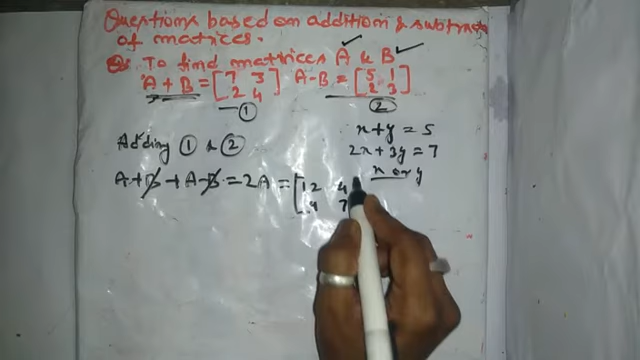 Questions based on addition & subtraction
of matrices.
Q. To find matrices A & B
A + B = [7 3 A-B = [5 1
2 4] 2 3]
①
②
x+y = 5
Adding ① & ②
2x+3y = 7
x or y
A+B+A-B = 2A = [12 4
4 7